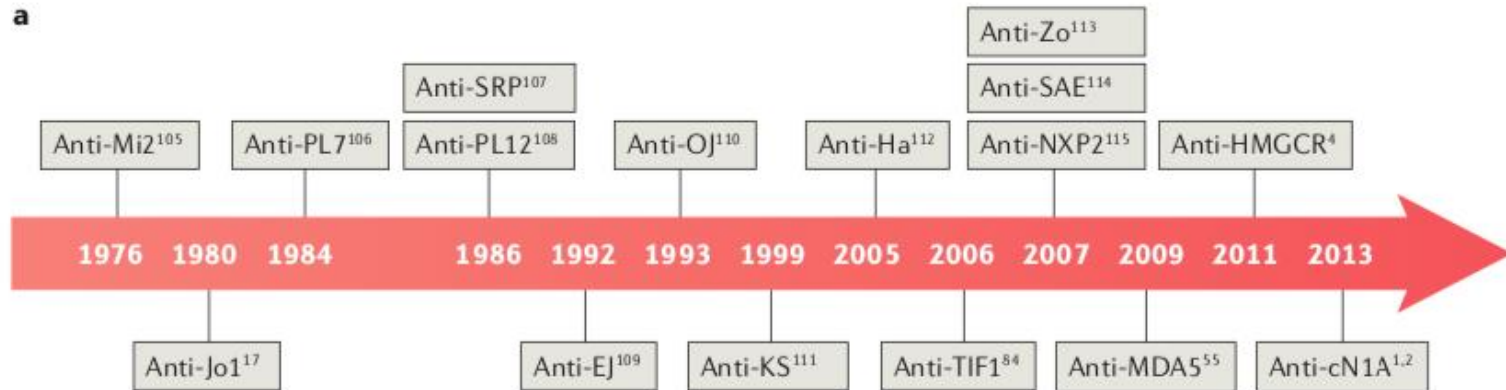 a
Anti-Zo¹¹³
Anti-SRP¹⁰⁷ Anti-SAE¹¹⁴
Anti-Mi2¹⁰⁵ Anti-PL7¹⁰⁶ Anti-PL12¹⁰⁸ Anti-OJ¹¹⁰ Anti-Ha¹¹² Anti-NXP2¹¹⁵ Anti-HMGCR⁴
1976 1980 1984 1986 1992 1993 1999 2005 2006 2007 2009 2011 2013
Anti-Jo1¹⁷ Anti-EJ¹⁰⁹ Anti-KS¹¹¹ Anti-TIF1⁸⁴ Anti-MDA5⁵⁵ Anti-cN1A¹,²